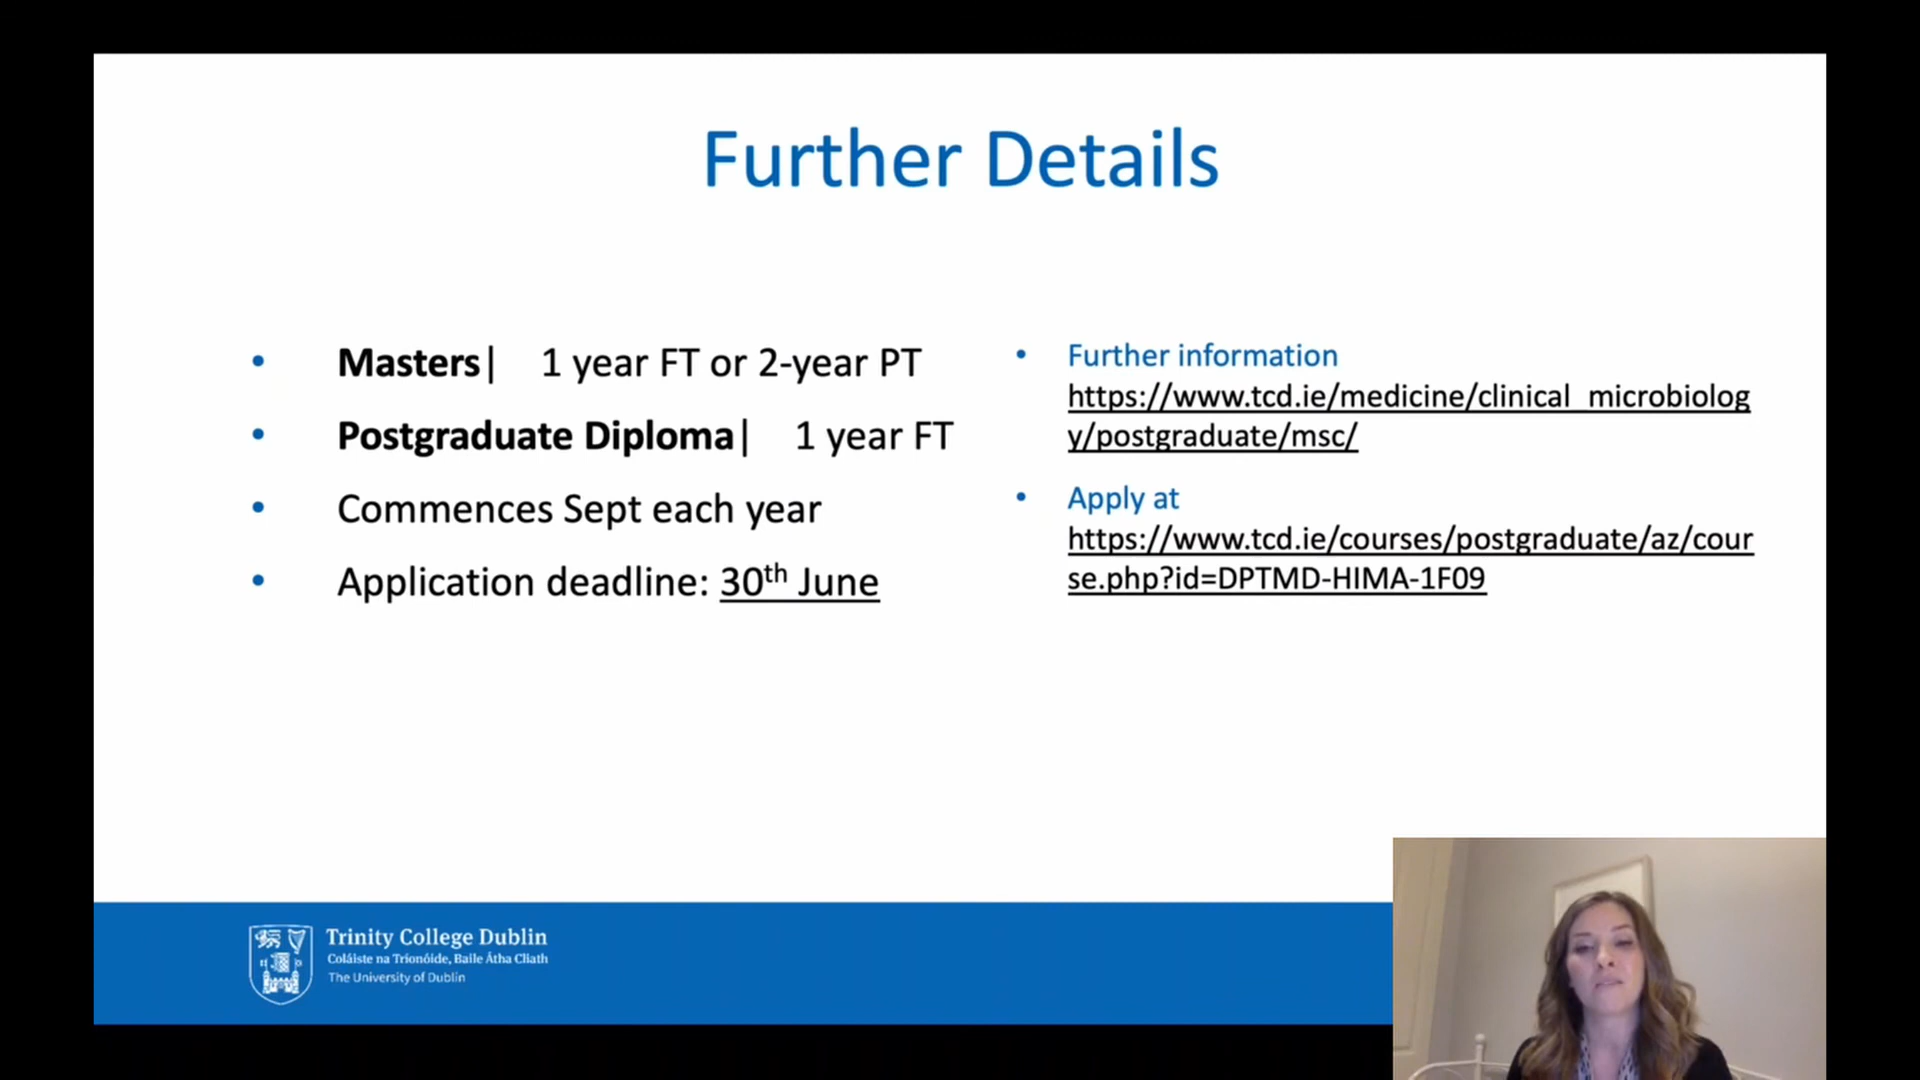 Further Details
Masters| 1 year FT or 2-year PT
Postgraduate Diploma| 1 year FT
Commences Sept each year
Application deadline: 30th June
Further information
https://www.tcd.ie/medicine/clinical_microbiolog
y/postgraduate/msc/
Apply at
https://www.tcd.ie/courses/postgraduate/az/cour
se.php?id=DPTMD-HIMA-1F09
Trinity College Dublin
Coláiste na Tríonóide, Baile Átha Cliath
The University of Dublin